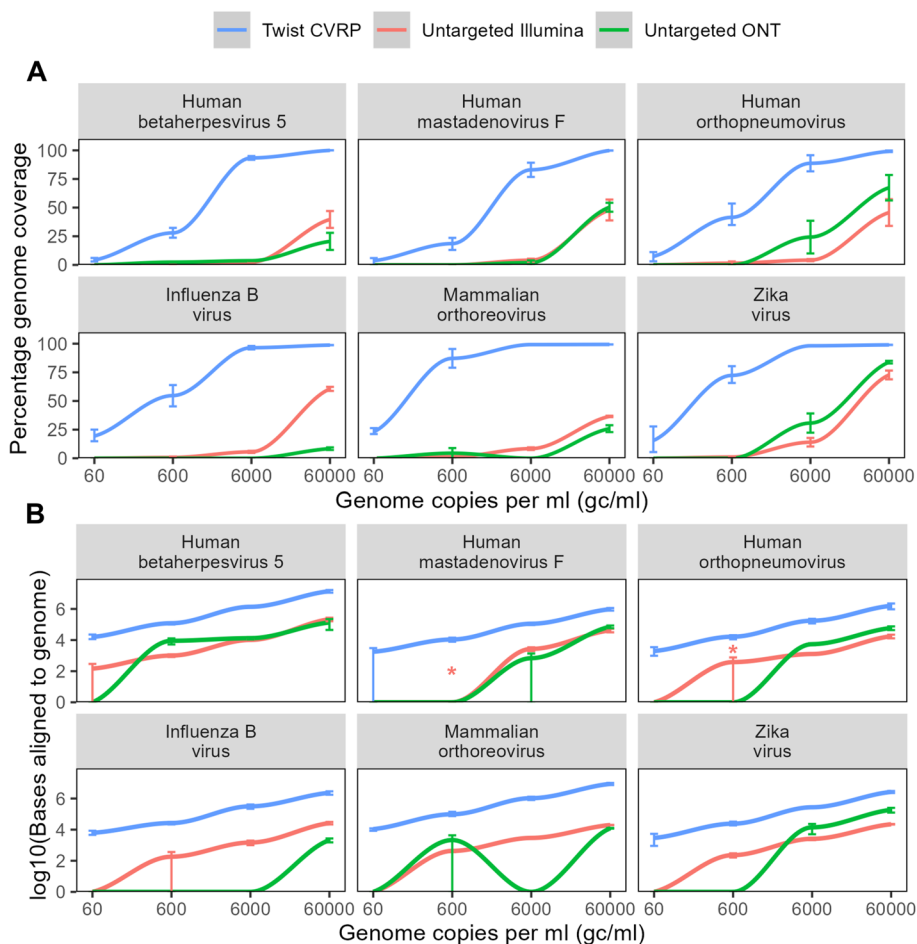 Twist CVRP Untargeted Illumina Untargeted ONT
A
Human Human Human
betaherpesvirus 5 mastadenovirus F orthopneumovirus
Percentage genome coverage
100
75
50
25
0
Influenza B Mammalian Zika
virus orthoreovirus virus
100
75
50
25
0
60 600 6000 60000 60 600 6000 60000 60 600 6000 60000
Genome copies per ml (gc/ml)
B
Human Human Human
betaherpesvirus 5 mastadenovirus F orthopneumovirus
log10(Bases aligned to genome)
6
4
* *
2
0
Influenza B Mammalian Zika
virus orthoreovirus virus
6
4
2
0
60 600 6000 60000 60 600 6000 60000 60 600 6000 60000
Genome copies per ml (gc/ml)